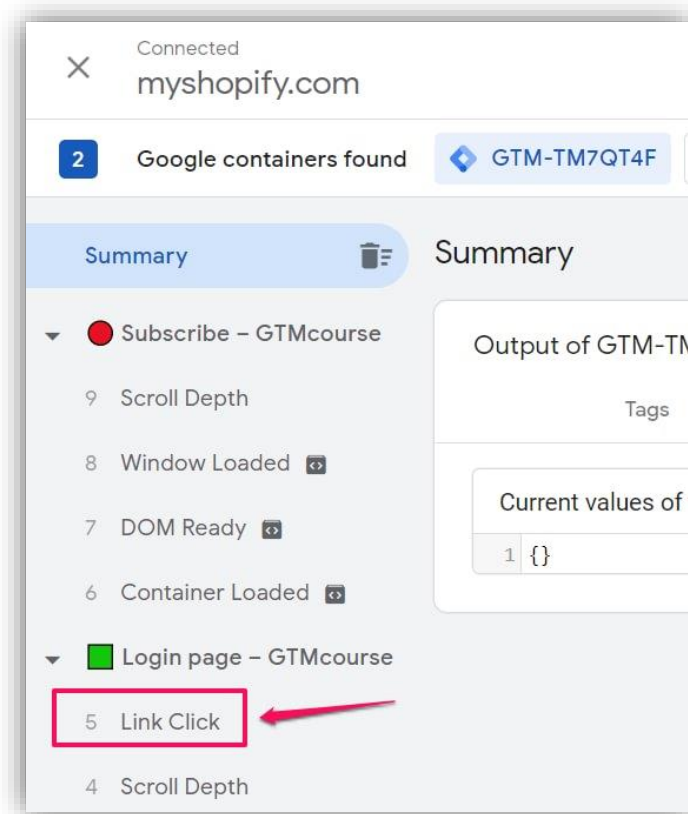 Connected
myshopify.com
2 Google containers found GTM-TM7QT4F
Summary
Summary
Subscribe – GTMcourse
9 Scroll Depth
8 Window Loaded
7 DOM Ready
6 Container Loaded
Login page – GTMcourse
5 Link Click
4 Scroll Depth
Output of GTM-TM
Tags
Current values of
1 {}